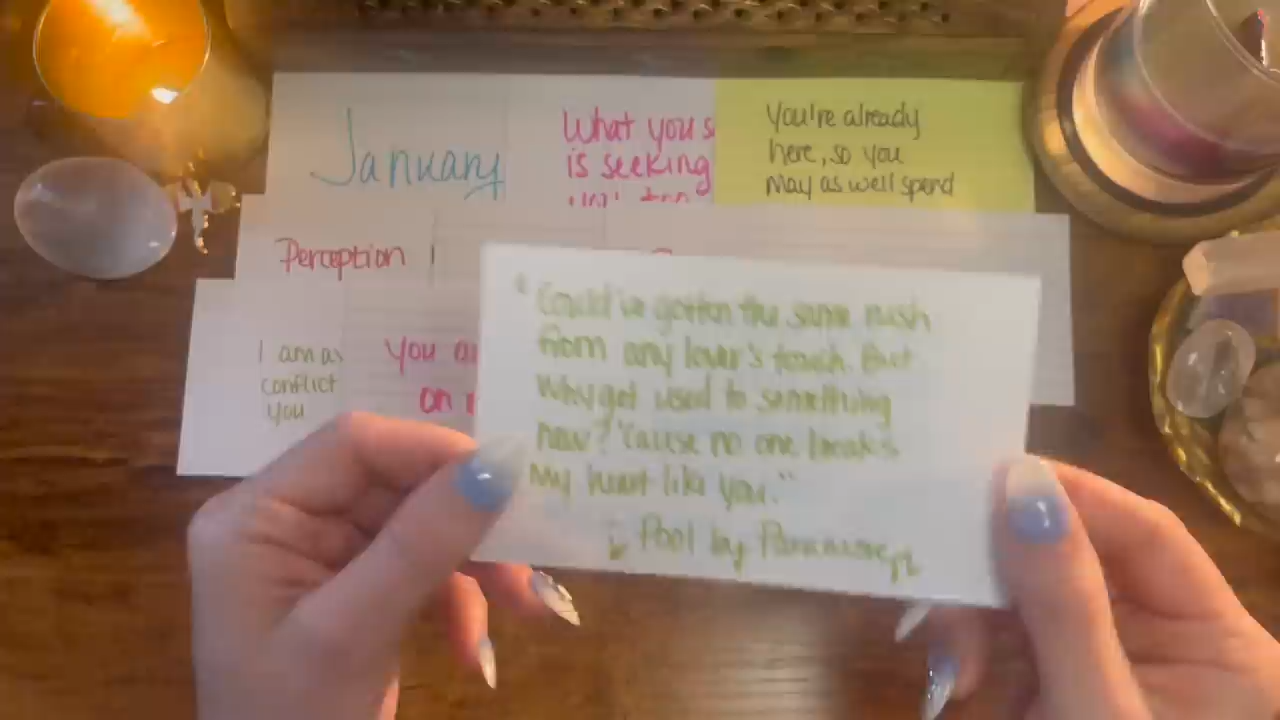 January
What you s
is seeking
You're already
here, so you
May as well spend
Perception
I am as
conflict
You
You a
on
"Could've gotten the same rush
from any lover's touch. But
Why get used to something
new? 'Cause no one breaks
My heart like you."
Pool by Paramore